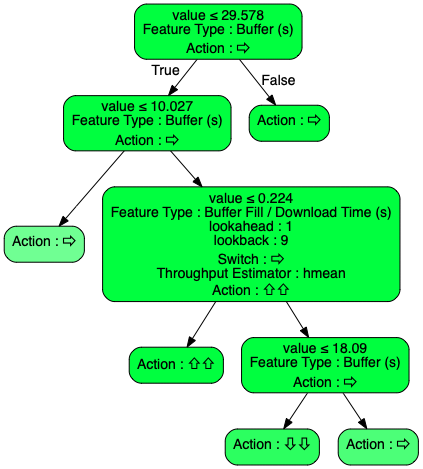 value ≤ 29.578
Feature Type : Buffer (s)
Action : ⇨
True
False
value ≤ 10.027
Feature Type : Buffer (s)
Action : ⇨
Action : ⇨
value ≤ 0.224
Feature Type : Buffer Fill / Download Time (s)
lookahead : 1
lookback : 9
Switch : ⇨
Throughput Estimator : hmean
Action : ⇧⇧
Action : ⇨
Action : ⇧⇧
value ≤ 18.09
Feature Type : Buffer (s)
Action : ⇨
Action : ⇩⇩
Action : ⇨